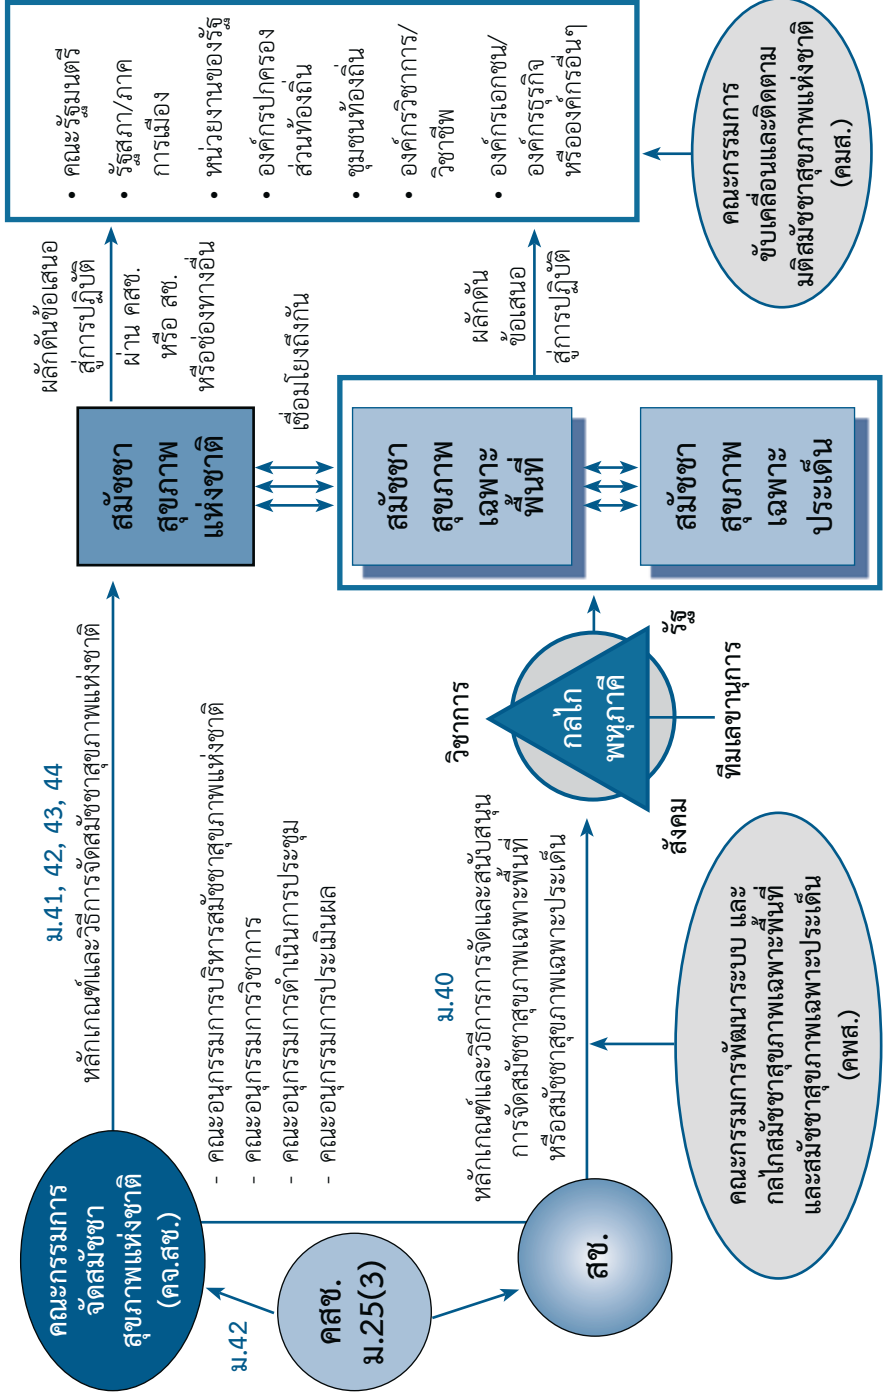 คณะกรรมการ
จัดสมัชชา
สุขภาพแห่งชาติ
(คจ.สช.)
ม.42
คสช.
ม.25(3)
สช.
ม.41, 42, 43, 44
หลักเกณฑ์และวิธีการจัดสมัชชาสุขภาพแห่งชาติ
- คณะอนุกรรมการบริหารสมัชชาสุขภาพแห่งชาติ
- คณะอนุกรรมการวิชาการ
- คณะอนุกรรมการดำเนินการประชุม
- คณะอนุกรรมการประเมินผล
ม.40
หลักเกณฑ์และวิธีการการจัดและสนับสนุน
การจัดสมัชชาสุขภาพเฉพาะพื้นที่
หรือสมัชชาสุขภาพเฉพาะประเด็น
คณะกรรมการพัฒนาระบบ และ
กลไกสมัชชาสุขภาพเฉพาะพื้นที่
และสมัชชาสุขภาพเฉพาะประเด็น
(คพส.)
วิชาการ
กลไก
พหุภาคี
สังคม
รัฐ
ทีมเลขานุการ
สมัชชา
สุขภาพ
แห่งชาติ
เชื่อมโยงถึงกัน
สมัชชา
สุขภาพ
เฉพาะ
พื้นที่
สมัชชา
สุขภาพ
เฉพาะ
ประเด็น
ผลักดันข้อเสนอ
สู่การปฏิบัติ
ผ่าน คสช.
หรือ สช.
หรือช่องทางอื่น
ผลักดัน
ข้อเสนอ
สู่การปฏิบัติ
• คณะรัฐมนตรี
• รัฐสภา/ภาค
การเมือง
• หน่วยงานของรัฐ
• องค์กรปกครอง
ส่วนท้องถิ่น
• ชุมชนท้องถิ่น
• องค์กรวิชาการ/
วิชาชีพ
• องค์กรเอกชน/
องค์กรธุรกิจ
หรือองค์กรอื่นๆ
คณะกรรมการ
ขับเคลื่อนและติดตาม
มติสมัชชาสุขภาพแห่งชาติ
(คมส.)